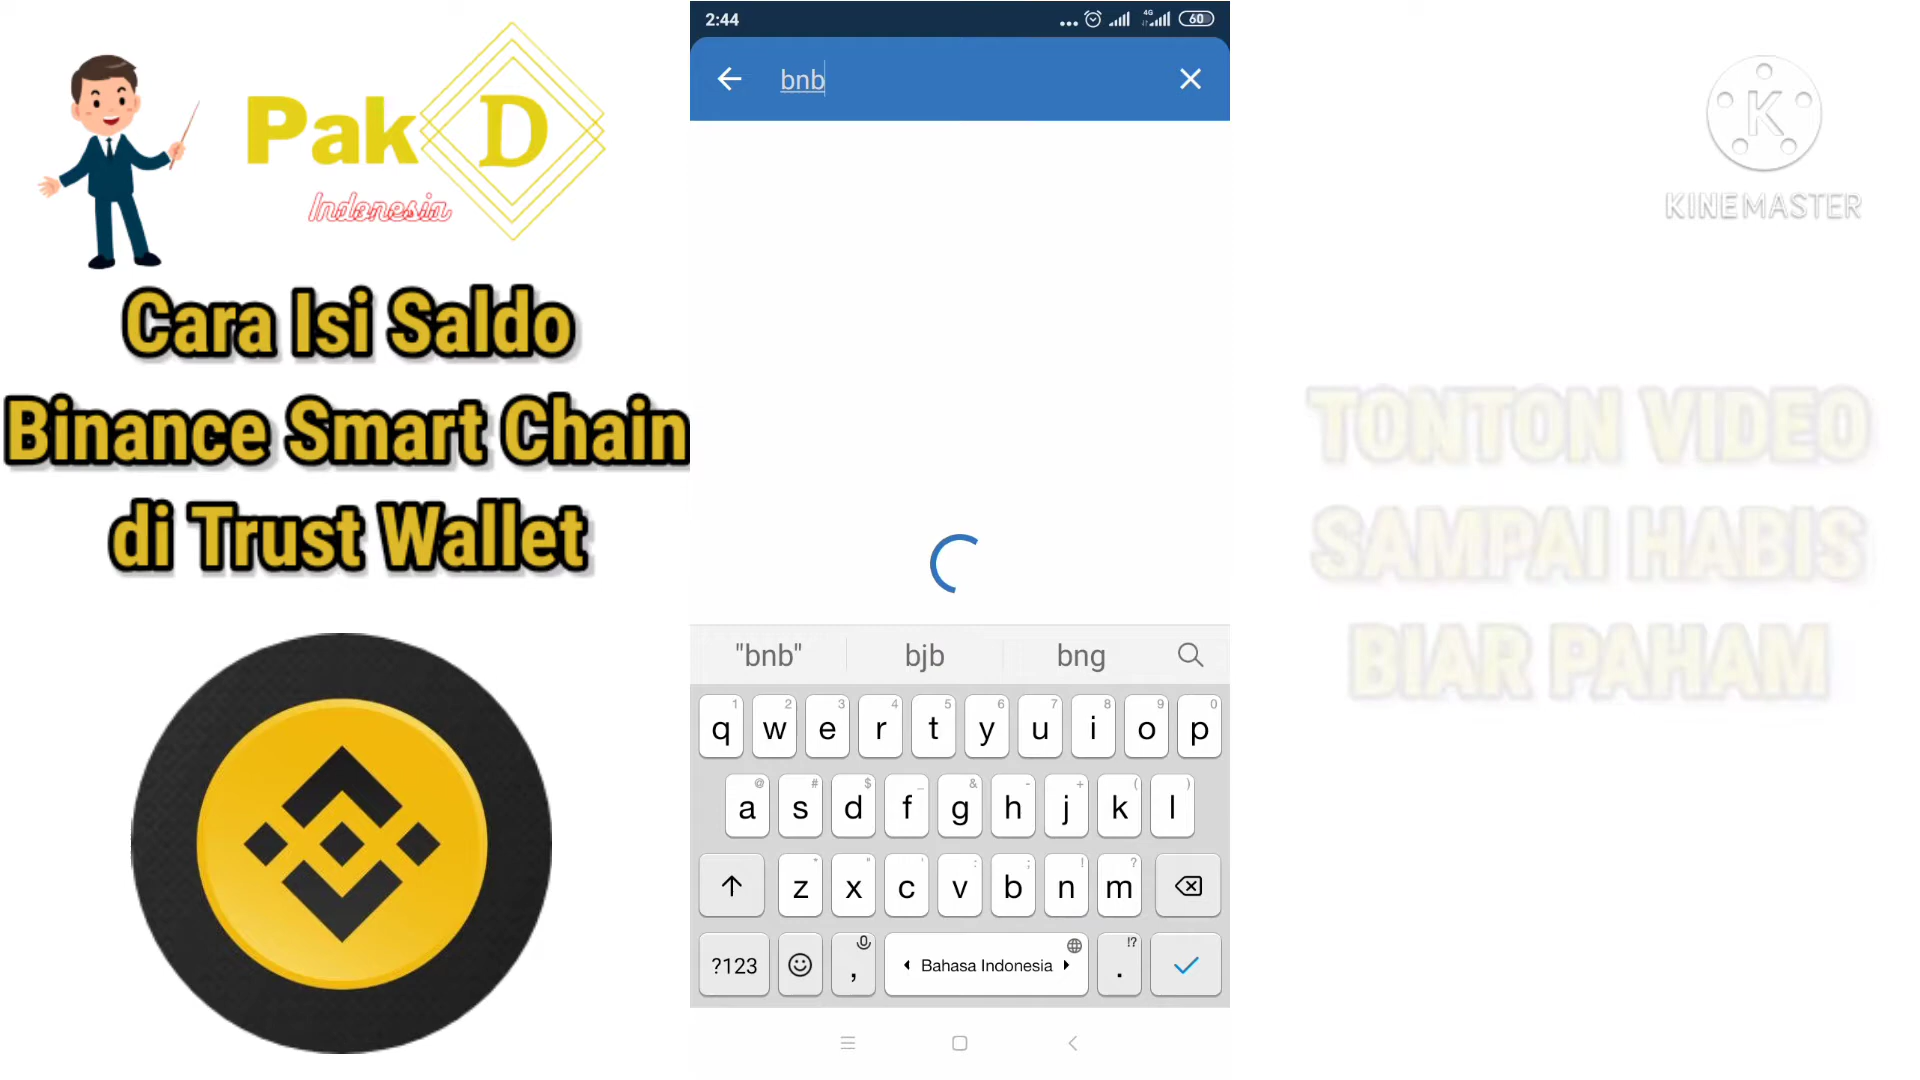 Pak D
Indonesia
Cara Isi Saldo
Binance Smart Chain
di Trust Wallet
2:44
4G
60
bnb
"bnb" bjb bng
1 2 3 4 5 6 7 8 9 0
q w e r t y u i o p
@ # $ _ & - + ( )
a s d f g h j k l
* " ' : ; ! ?
z x c v b n m
?123 , Bahasa Indonesia !? .
K
KINEMASTER
TONTON VIDEO
SAMPAI HABIS
BIAR PAHAM